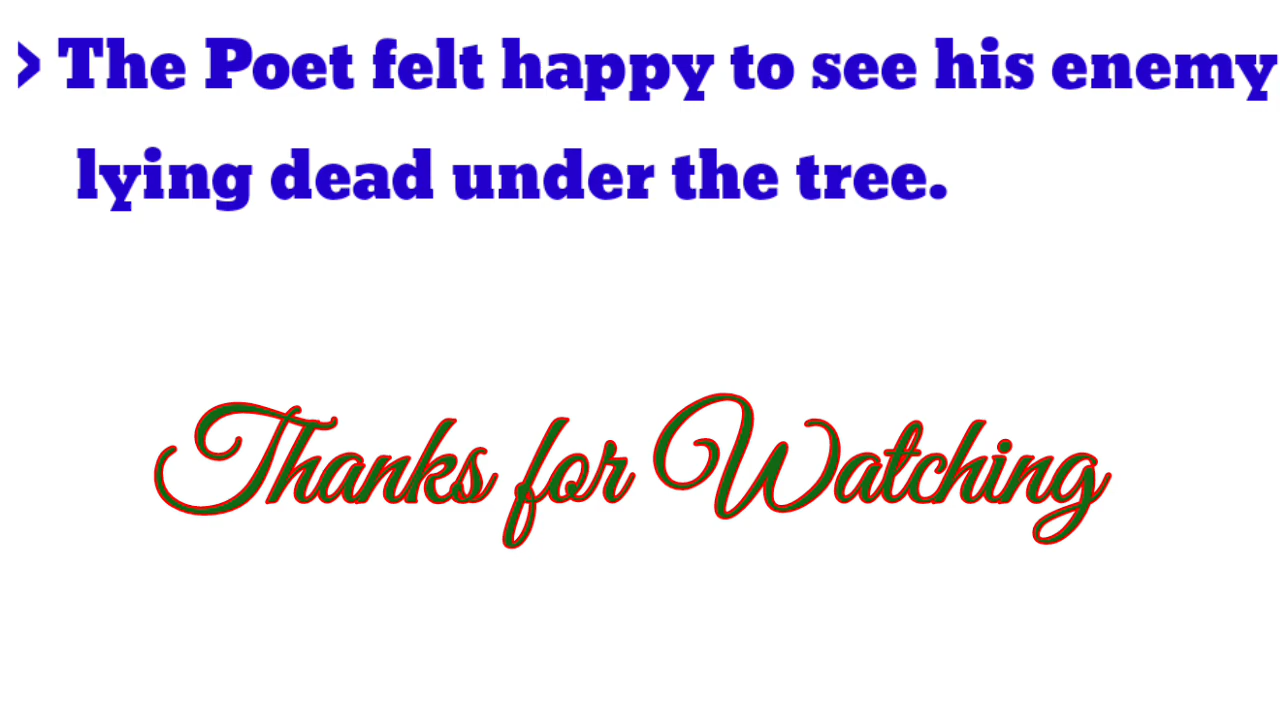 › The Poet felt happy to see his enemy
lying dead under the tree.
Thanks for Watching